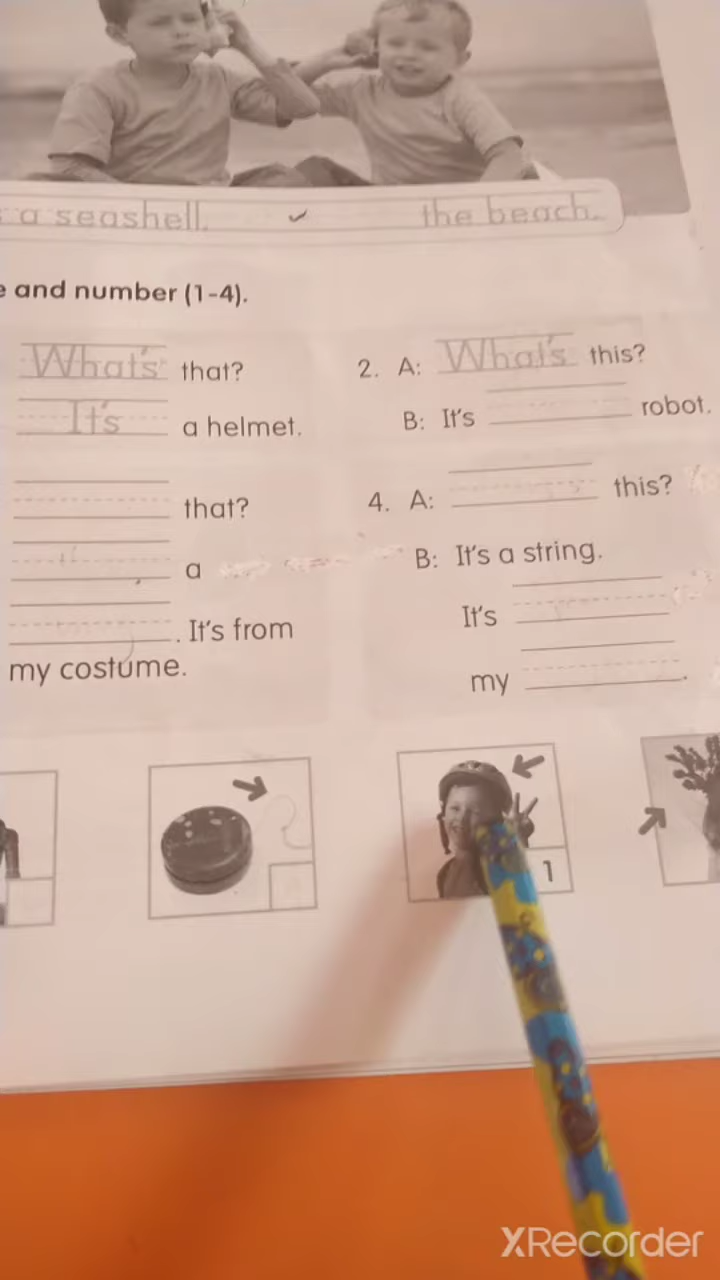 a seashell.
the beach.
and number (1-4).
What's that?
It's a helmet.
that?
a
. It's from
my costume.
2. A: What's this?
B: It's robot.
4. A: this?
B: It's a string.
It's
my .
1
XRecorder